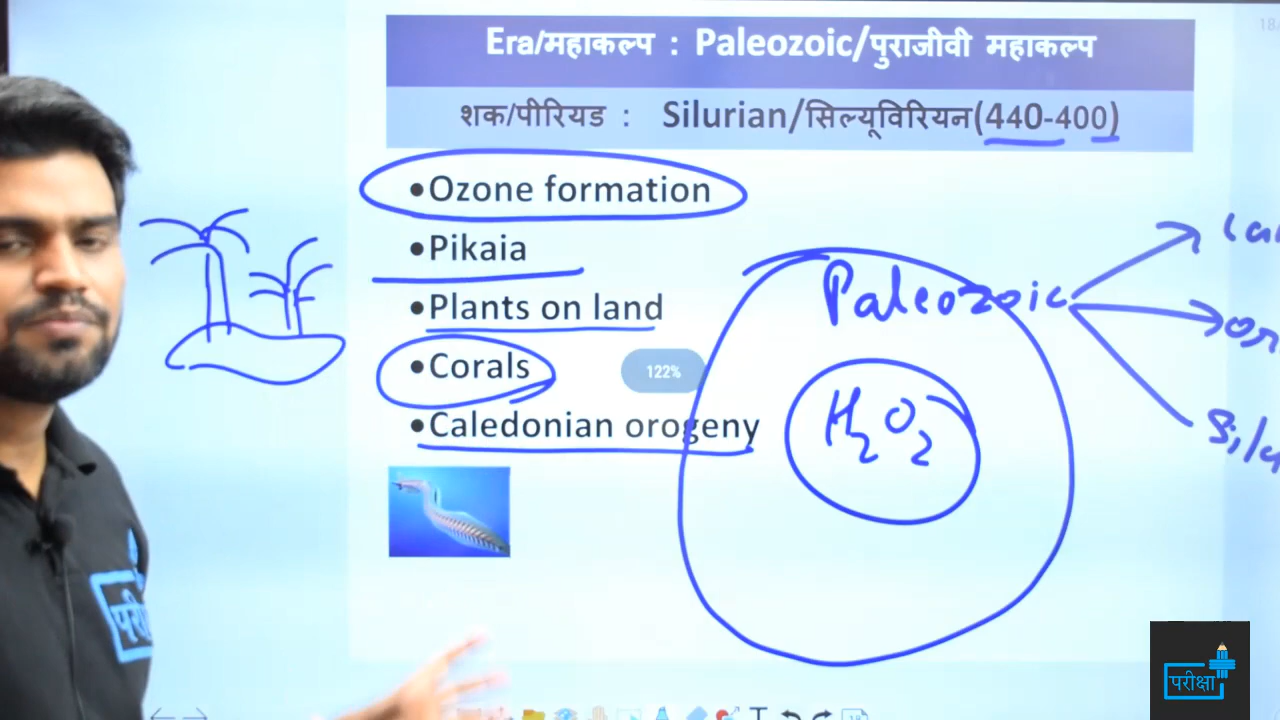 Era/महाकल्प : Paleozoic/पुराजीवी महाकल्प
शक/पीरियड : Silurian/सिल्यूविरियन(440-400)
•Ozone formation
•Pikaia
•Plants on land
•Corals
•Caledonian orogeny
122%
Paleozoic
H2O2
परीक्षा